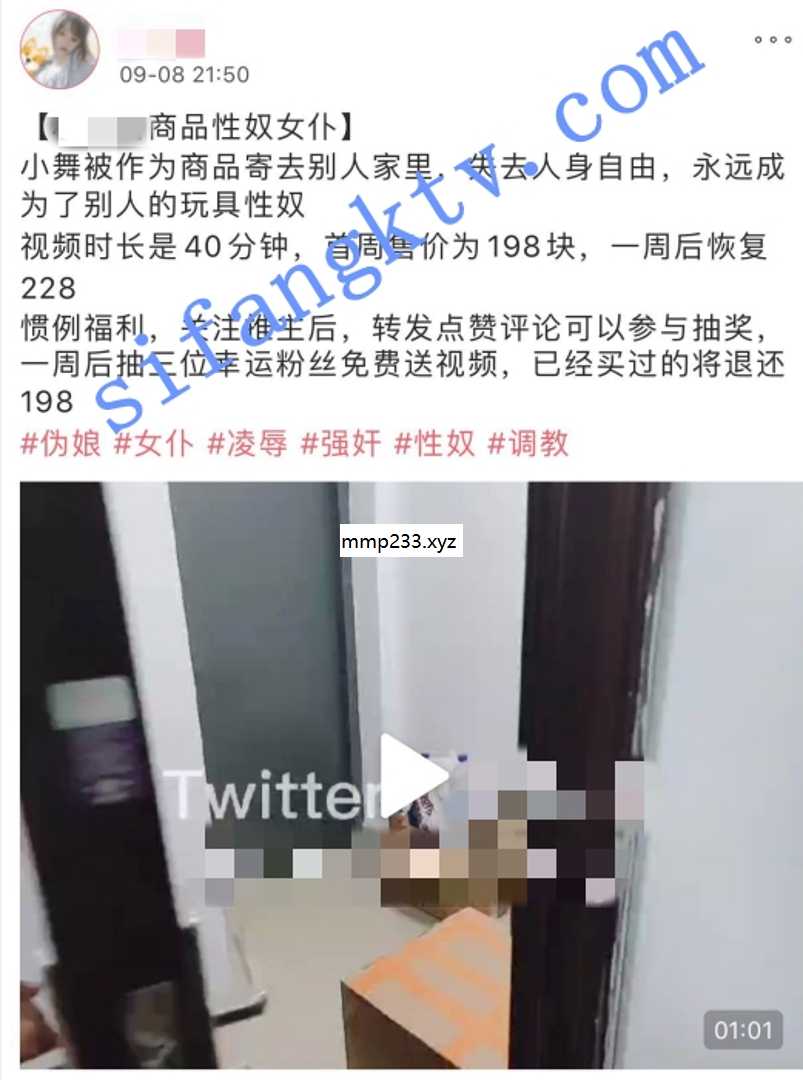 09-08 21:50
【商品性奴女仆】
小舞被作为商品寄去别人家里，失去人身自由，永远成
为了别人的玩具性奴
视频时长是40分钟，首周售价为198块，一周后恢复
228
惯例福利，关注推主后，转发点赞评论可以参与抽奖，
一周后抽三位幸运粉丝免费送视频，已经买过的将退还
198
#伪娘 #女仆 #凌辱 #强奸 #性奴 #调教
sifangktv.com
mmp233.xyz
Twitter
01:01